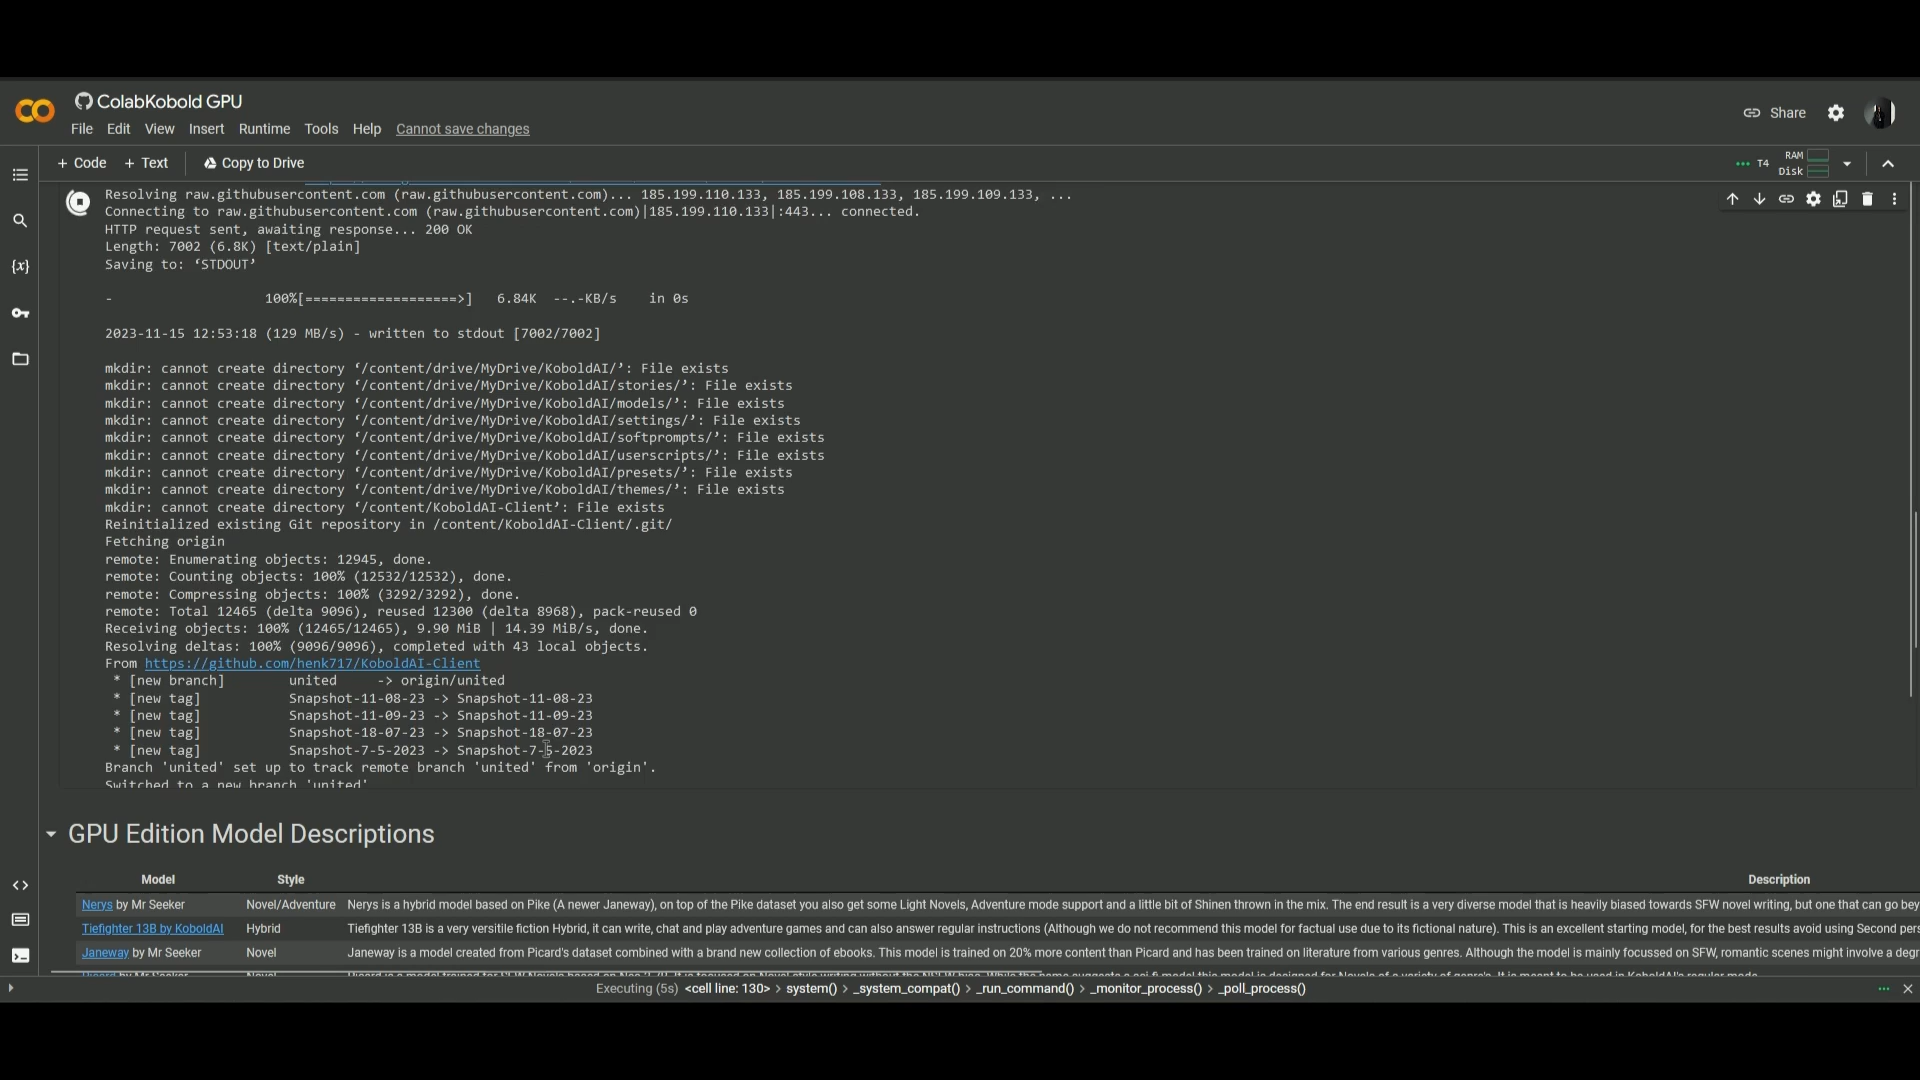 ColabKobold GPU
File Edit View Insert Runtime Tools Help Cannot save changes
Share
+ Code + Text Copy to Drive
T4 RAM Disk
Resolving raw.githubusercontent.com (raw.githubusercontent.com)... 185.199.110.133, 185.199.108.133, 185.199.109.133, ...
Connecting to raw.githubusercontent.com (raw.githubusercontent.com)|185.199.110.133|:443... connected.
HTTP request sent, awaiting response... 200 OK
Length: 7002 (6.8K) [text/plain]
Saving to: ‘STDOUT’
- 100%[===================>] 6.84K --.-KB/s in 0s
2023-11-15 12:53:18 (129 MB/s) - written to stdout [7002/7002]
mkdir: cannot create directory ‘/content/drive/MyDrive/KoboldAI/’: File exists
mkdir: cannot create directory ‘/content/drive/MyDrive/KoboldAI/stories/’: File exists
mkdir: cannot create directory ‘/content/drive/MyDrive/KoboldAI/models/’: File exists
mkdir: cannot create directory ‘/content/drive/MyDrive/KoboldAI/settings/’: File exists
mkdir: cannot create directory ‘/content/drive/MyDrive/KoboldAI/softprompts/’: File exists
mkdir: cannot create directory ‘/content/drive/MyDrive/KoboldAI/userscripts/’: File exists
mkdir: cannot create directory ‘/content/drive/MyDrive/KoboldAI/presets/’: File exists
mkdir: cannot create directory ‘/content/drive/MyDrive/KoboldAI/themes/’: File exists
mkdir: cannot create directory ‘/content/KoboldAI-Client’: File exists
Reinitialized existing Git repository in /content/KoboldAI-Client/.git/
Fetching origin
remote: Enumerating objects: 12945, done.
remote: Counting objects: 100% (12532/12532), done.
remote: Compressing objects: 100% (3292/3292), done.
remote: Total 12465 (delta 9096), reused 12300 (delta 8968), pack-reused 0
Receiving objects: 100% (12465/12465), 9.90 MiB | 14.39 MiB/s, done.
Resolving deltas: 100% (9096/9096), completed with 43 local objects.
From https://github.com/henk717/KoboldAI-Client
* [new branch] united -> origin/united
* [new tag] Snapshot-11-08-23 -> Snapshot-11-08-23
* [new tag] Snapshot-11-09-23 -> Snapshot-11-09-23
* [new tag] Snapshot-18-07-23 -> Snapshot-18-07-23
* [new tag] Snapshot-7-5-2023 -> Snapshot-7-5-2023
Branch 'united' set up to track remote branch 'united' from 'origin'.
Switched to a new branch 'united'
GPU Edition Model Descriptions
Model Style Description
Nerys by Mr Seeker Novel/Adventure Nerys is a hybrid model based on Pike (A newer Janeway), on top of the Pike dataset you also get some Light Novels, Adventure mode support and a little bit of Shinen thrown in the mix. The end result is a very diverse model that is heavily biased towards SFW novel writing, but one that can go bey
Tiefighter 13B by KoboldAI Hybrid Tiefighter 13B is a very versitile fiction Hybrid, it can write, chat and play adventure games and can also answer regular instructions (Although we do not recommend this model for factual use due to its fictional nature). This is an excellent starting model, for the best results avoid using Second pers
Janeway by Mr Seeker Novel Janeway is a model created from Picard's dataset combined with a brand new collection of ebooks. This model is trained on 20% more content than Picard and has been trained on literature from various genres. Although the model is mainly focussed on SFW, romantic scenes might involve a degr
Executing (5s) <cell line: 130> > system() > _system_compat() > _run_command() > _monitor_process() > _poll_process()